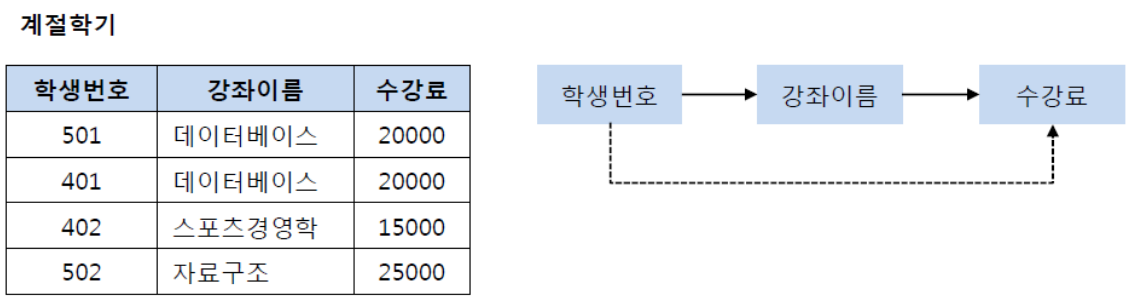 계절학기
학생번호 강좌이름 수강료
501 데이터베이스 20000
401 데이터베이스 20000
402 스포츠경영학 15000
502 자료구조 25000
학생번호 강좌이름 수강료